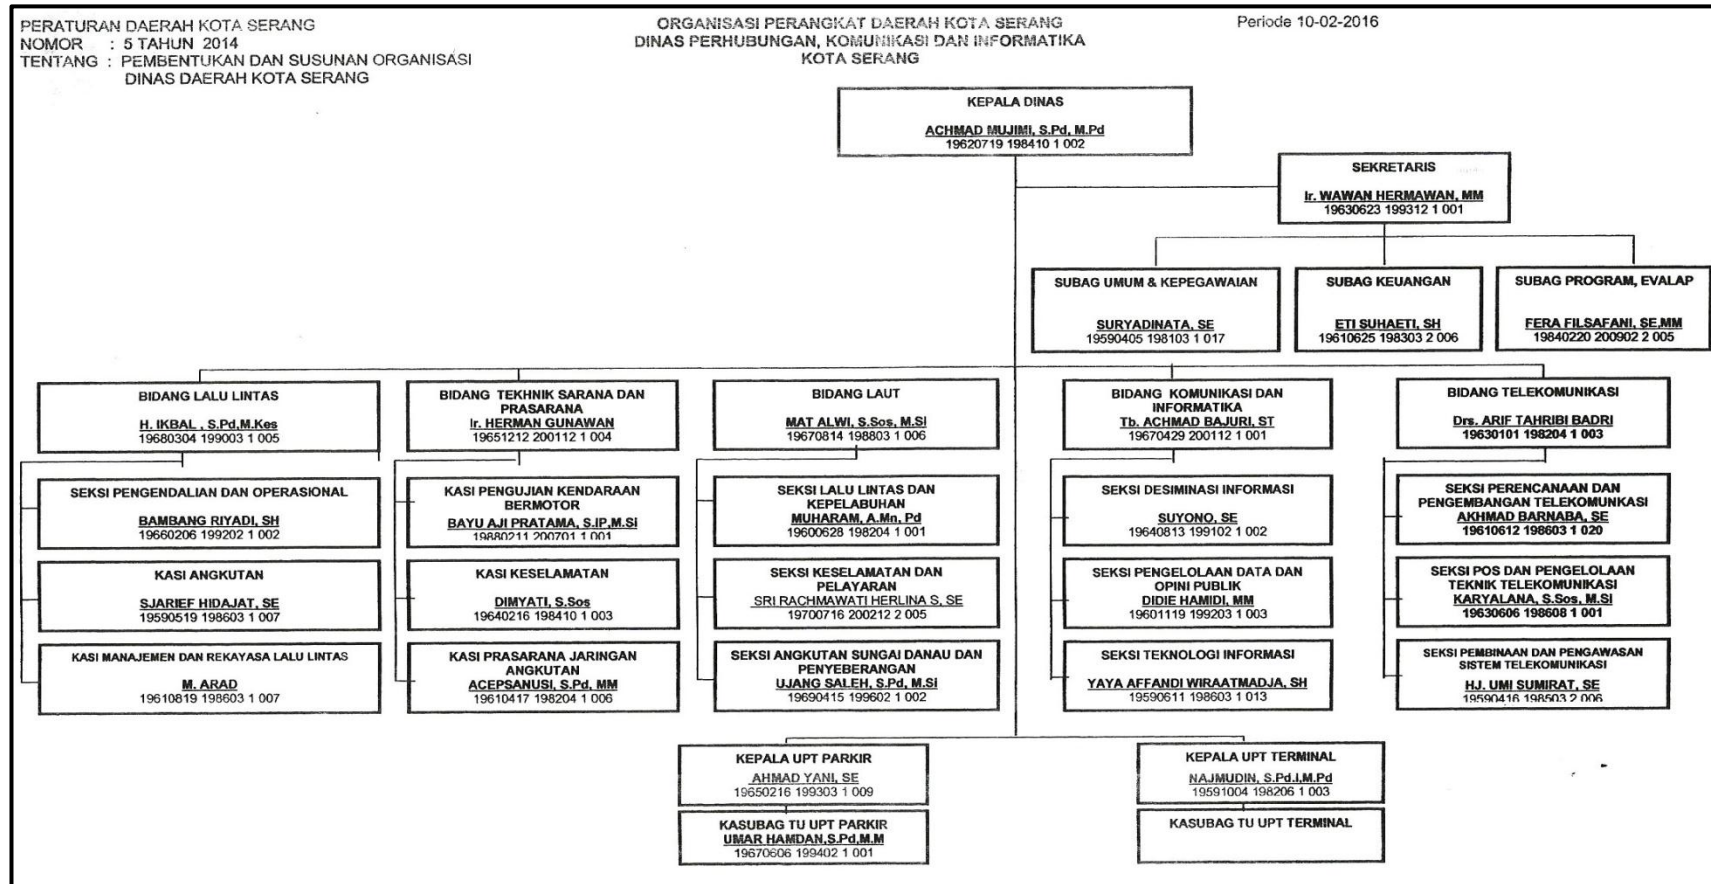 PERATURAN DAERAH KOTA SERANG
NOMOR : 5 TAHUN 2014
TENTANG : PEMBENTUKAN DAN SUSUNAN ORGANISASI
DINAS DAERAH KOTA SERANG
ORGANISASI PERANGKAT DAERAH KOTA SERANG
DINAS PERHUBUNGAN, KOMUNIKASI DAN INFORMATIKA
KOTA SERANG
Periode 10-02-2016
KEPALA DINAS
ACHMAD MUJIMI, S.Pd, M.Pd
19620719 198410 1 002
SEKRETARIS
Ir. WAWAN HERMAWAN, MM
19630623 199312 1 001
SUBAG UMUM & KEPEGAWAIAN
SURYADINATA, SE
19590405 198103 1 017
SUBAG KEUANGAN
ETI SUHAETI, SH
19610625 198303 2 006
SUBAG PROGRAM, EVALAP
FERA FILSAFANI, SE,MM
19840220 200902 2 005
BIDANG LALU LINTAS
H. IKBAL , S.Pd,M.Kes
19680304 199003 1 005
BIDANG TEKHNIK SARANA DAN
PRASARANA
Ir. HERMAN GUNAWAN
19651212 200112 1 004
BIDANG LAUT
MAT ALWI, S.Sos, M.Si
19670814 198803 1 006
BIDANG KOMUNIKASI DAN
INFORMATIKA
Tb. ACHMAD BAJURI, ST
19670429 200112 1 001
BIDANG TELEKOMUNIKASI
Drs. ARIF TAHRIBI BADRI
19630101 198204 1 003
SEKSI PENGENDALIAN DAN OPERASIONAL
BAMBANG RIYADI, SH
19660206 199202 1 002
KASI PENGUJIAN KENDARAAN
BERMOTOR
BAYU AJI PRATAMA, S.IP,M.Si
19880211 200701 1 001
SEKSI LALU LINTAS DAN
KEPELABUHAN
MUHARAM, A.Mn, Pd
19600628 198204 1 001
SEKSI DESIMINASI INFORMASI
SUYONO, SE
19640813 199102 1 002
SEKSI PERENCANAAN DAN
PENGEMBANGAN TELEKOMUNKASI
AKHMAD BARNABA, SE
19610612 198603 1 020
KASI ANGKUTAN
SJARIEF HIDAJAT, SE
19590519 198603 1 007
KASI KESELAMATAN
DIMYATI, S.Sos
19640216 198410 1 003
SEKSI KESELAMATAN DAN
PELAYARAN
SRI RACHMAWATI HERLINA S, SE
19700716 200212 2 005
SEKSI PENGELOLAAN DATA DAN
OPINI PUBLIK
DIDIE HAMIDI, MM
19601119 199203 1 003
SEKSI POS DAN PENGELOLAAN
TEKNIK TELEKOMUNIKASI
KARYALANA, S.Sos, M.Si
19630606 198608 1 001
KASI MANAJEMEN DAN REKAYASA LALU LINTAS
M. ARAD
19610819 198603 1 007
KASI PRASARANA JARINGAN
ANGKUTAN
ACEPSANUSI, S.Pd, MM
19610417 198204 1 006
SEKSI ANGKUTAN SUNGAI DANAU DAN
PENYEBERANGAN
UJANG SALEH, S.Pd, M.Si
19690415 199602 1 002
SEKSI TEKNOLOGI INFORMASI
YAYA AFFANDI WIRAATMADJA, SH
19590611 198603 1 013
SEKSI PEMBINAAN DAN PENGAWASAN
SISTEM TELEKOMUNIKASI
HJ. UMI SUMIRAT, SE
19590416 198503 2 006
KEPALA UPT PARKIR
AHMAD YANI, SE
19650216 199303 1 009
KEPALA UPT TERMINAL
NAJMUDIN, S.Pd.I,M.Pd
19591004 198206 1 003
KASUBAG TU UPT PARKIR
UMAR HAMDAN,S.Pd,M.M
19670606 199402 1 001
KASUBAG TU UPT TERMINAL